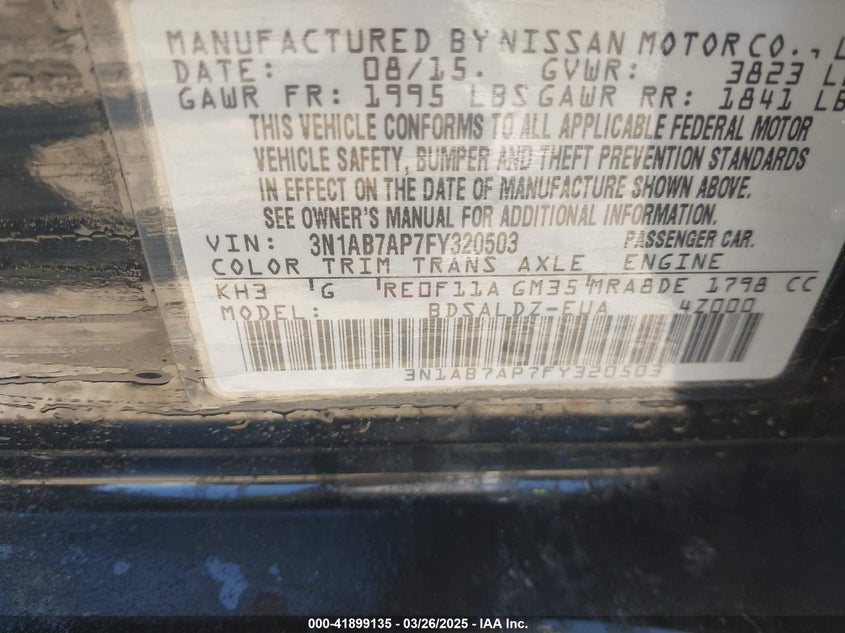 MANUFACTURED BY NISSAN MOTOR CO., L
DATE: 08/15. GVWR: 3823 L
GAWR FR: 1995 LBS GAWR RR: 1841 LB
THIS VEHICLE CONFORMS TO ALL APPLICABLE FEDERAL MOTOR
VEHICLE SAFETY, BUMPER AND THEFT PREVENTION STANDARDS
IN EFFECT ON THE DATE OF MANUFACTURE SHOWN ABOVE.
SEE OWNER'S MANUAL FOR ADDITIONAL INFORMATION.
VIN: 3N1AB7AP7FY320503 PASSENGER CAR.
COLOR TRIM TRANS AXLE ENGINE
KH3 G RE0F11A GM35 MRA8DE 1798 CC
MODEL: BDSALDZ-EUA 4Z000
3N1AB7AP7FY320503
000-41899135 - 03/26/2025 - IAA Inc.